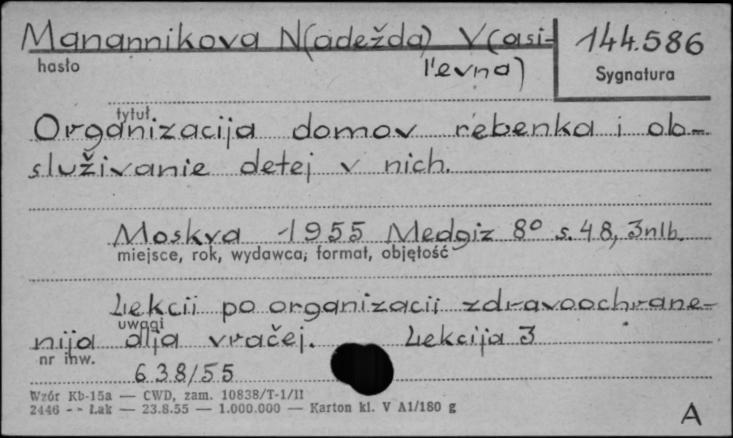 Manannikova N(adežda) V(asi- 144.586
hasło l'evna) Sygnatura
tytuł
Organizacija domov rebenka i ob-
służivanie detej v nich.
Moskva 1955 Medgiz 8° s. 48, 3nlb.
miejsce, rok, wydawca, format, objętość
Lekcii po organizacii zdravoochrane-
uwagi
nija dlja vračej. Lekcija 3
nr inw.
638/55
Wzór Kb-15a — CWD, zam. 10838/T-1/II
2446 -- Łak — 23.8.55 — 1.000.000 — Karton kl. V A1/180 g
A